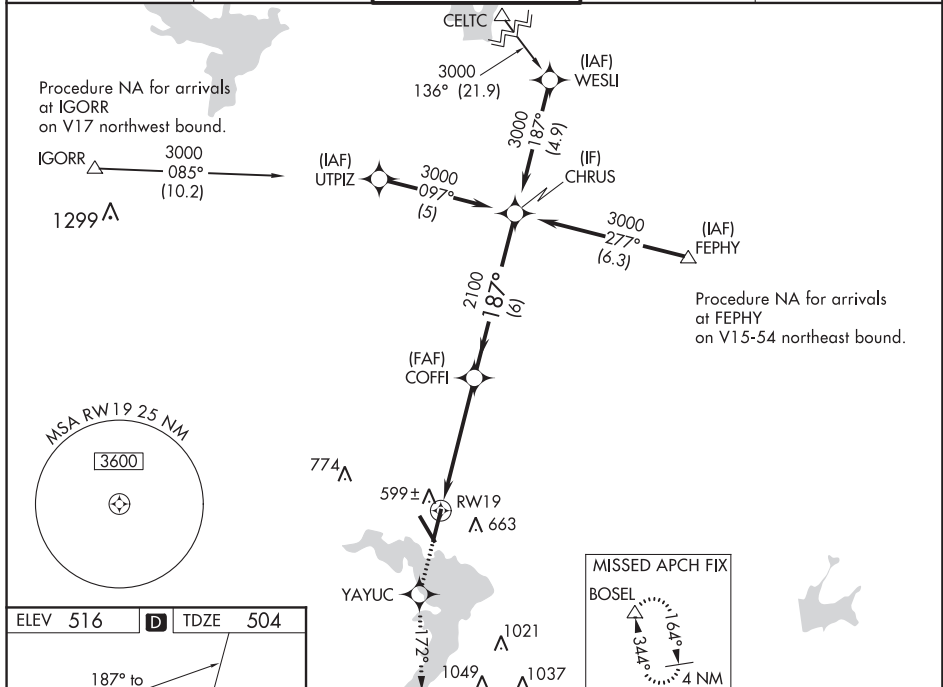 CELTC
3000
136° (21.9)
(IAF)
WESLI
Procedure NA for arrivals
at IGORR
on V17 northwest bound.
3000
187°
(4.9)
IGORR
3000
085°
(10.2)
(IAF)
UTPIZ
3000
097°
(5)
(IF)
CHRUS
1299
3000
277°
(6.3)
(IAF)
FEPHY
2100
187°
(6)
Procedure NA for arrivals
at FEPHY
on V15-54 northeast bound.
(FAF)
COFFI
MSA RW19 25 NM
3600
774
599±
RW19
663
YAYUC
172°
1021
1049
1037
MISSED APCH FIX
BOSEL
164°
344°
4 NM
ELEV 516 D TDZE 504
187° to